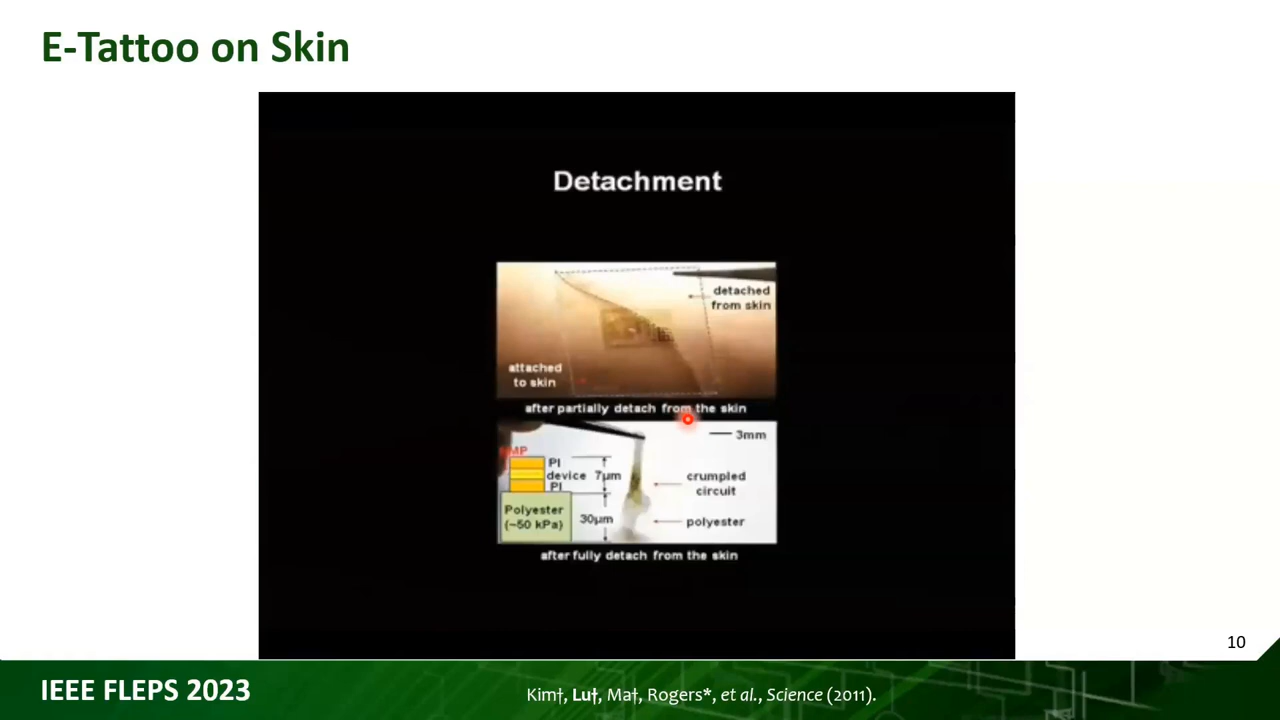 E-Tattoo on Skin
Detachment
detached
from skin
attached
to skin
after partially detach from the skin
3mm
PI
device 7μm
PI
crumpled
circuit
Polyester
(~50 kPa)
30μm
polyester
after fully detach from the skin
10
IEEE FLEPS 2023
Kim†, Lu†, Ma†, Rogers*, et al., Science (2011).